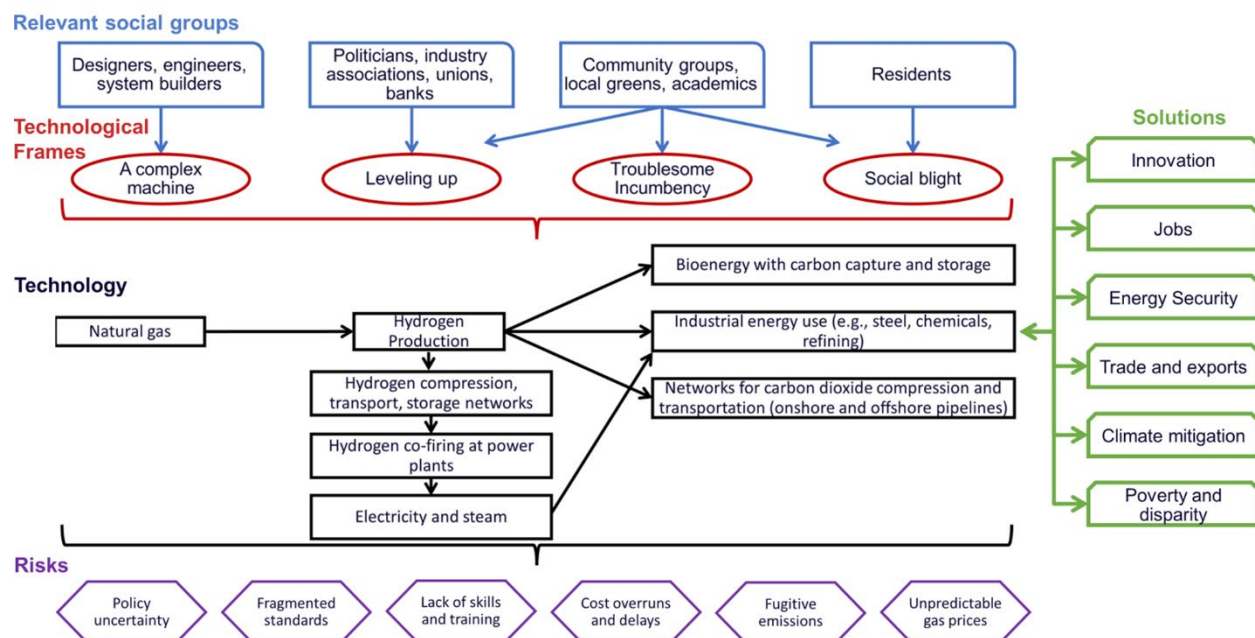 Relevant social groups
Designers, engineers,
system builders
Politicians, industry
associations, unions,
banks
Community groups,
local greens, academics
Residents
Technological
Frames
A complex
machine
Leveling up
Troublesome
Incumbency
Social blight
Solutions
Innovation
Jobs
Energy Security
Trade and exports
Climate mitigation
Poverty and
disparity
Technology
Natural gas
Hydrogen
Production
Hydrogen compression,
transport, storage networks
Hydrogen co-firing at power
plants
Electricity and steam
Bioenergy with carbon capture and storage
Industrial energy use (e.g., steel, chemicals,
refining)
Networks for carbon dioxide compression and
transportation (onshore and offshore pipelines)
Risks
Policy
uncertainty
Fragmented
standards
Lack of skills
and training
Cost overruns
and delays
Fugitive
emissions
Unpredictable
gas prices